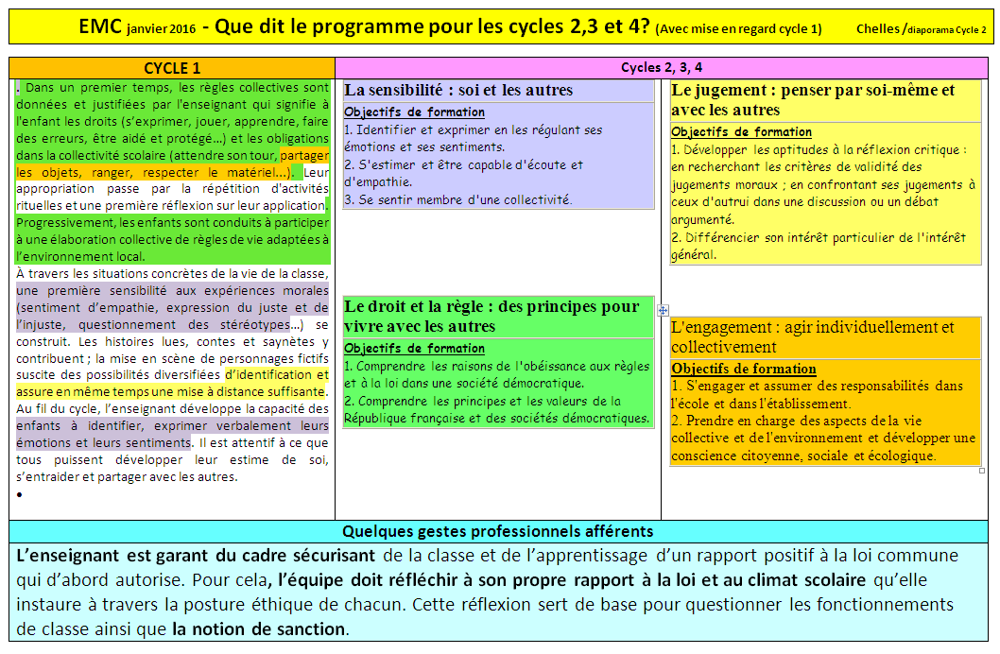 EMC janvier 2016 - Que dit le programme pour les cycles 2,3 et 4? (Avec mise en regard cycle 1) Chelles /diaporama Cycle 2
CYCLE 1
. Dans un premier temps, les règles collectives sont
données et justifiées par l'enseignant qui signifie à
l'enfant les droits (s’exprimer, jouer, apprendre, faire
des erreurs, être aidé et protégé…) et les obligations
dans la collectivité scolaire (attendre son tour, partager
les objets, ranger, respecter le matériel...). Leur
appropriation passe par la répétition d'activités
rituelles et une première réflexion sur leur application.
Progressivement, les enfants sont conduits à participer
à une élaboration collective de règles de vie adaptées à
l’environnement local.
À travers les situations concrètes de la vie de la classe,
une première sensibilité aux expériences morales
(sentiment d’empathie, expression du juste et de
l’injuste, questionnement des stéréotypes…) se
construit. Les histoires lues, contes et saynètes y
contribuent ; la mise en scène de personnages fictifs
suscite des possibilités diversifiées d’identification et
assure en même temps une mise à distance suffisante.
Au fil du cycle, l’enseignant développe la capacité des
enfants à identifier, exprimer verbalement leurs
émotions et leurs sentiments. Il est attentif à ce que
tous puissent développer leur estime de soi,
s’entraider et partager avec les autres.
•
Cycles 2, 3, 4
La sensibilité : soi et les autres
Objectifs de formation
1. Identifier et exprimer en les régulant ses
émotions et ses sentiments.
2. S'estimer et être capable d'écoute et
d'empathie.
3. Se sentir membre d'une collectivité.
Le droit et la règle : des principes pour
vivre avec les autres
Objectifs de formation
1. Comprendre les raisons de l'obéissance aux règles
et à la loi dans une société démocratique.
2. Comprendre les principes et les valeurs de la
République française et des sociétés démocratiques.
Le jugement : penser par soi-même et
avec les autres
Objectifs de formation
1. Développer les aptitudes à la réflexion critique :
en recherchant les critères de validité des
jugements moraux ; en confrontant ses jugements à
ceux d'autrui dans une discussion ou un débat
argumenté.
2. Différencier son intérêt particulier de l'intérêt
général.
L'engagement : agir individuellement et
collectivement
Objectifs de formation
1. S'engager et assumer des responsabilités dans
l'école et dans l'établissement.
2. Prendre en charge des aspects de la vie
collective et de l'environnement et développer une
conscience citoyenne, sociale et écologique.
Quelques gestes professionnels afférents
L’enseignant est garant du cadre sécurisant de la classe et de l’apprentissage d’un rapport positif à la loi commune
qui d’abord autorise. Pour cela, l’équipe doit réfléchir à son propre rapport à la loi et au climat scolaire qu’elle
instaure à travers la posture éthique de chacun. Cette réflexion sert de base pour questionner les fonctionnements
de classe ainsi que la notion de sanction.